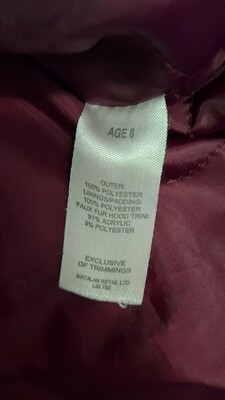 AGE 8
OUTER:
100% POLYESTER
LININGS/PADDING:
100% POLYESTER
FAUX FUR HOOD TRIM:
91% ACRYLIC
9% POLYESTER
EXCLUSIVE
OF TRIMMINGS
MATALAN RETAIL LTD